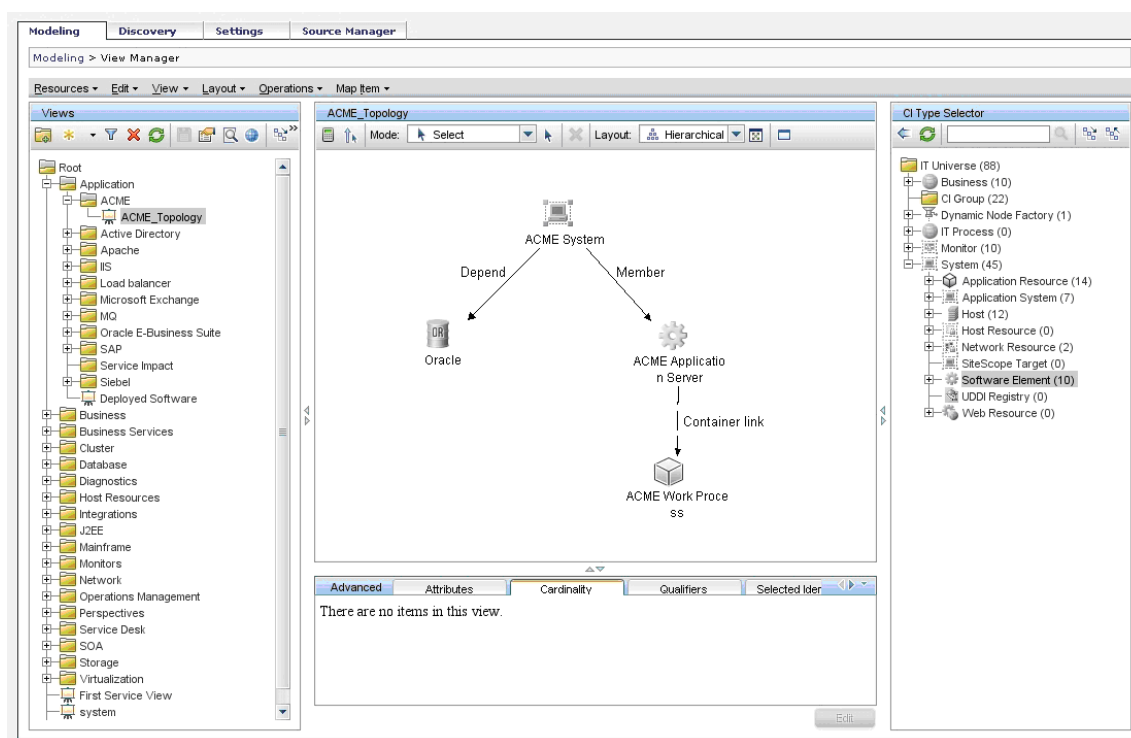 Modeling Discovery Settings Source Manager
Modeling > View Manager
Resources Edit View Layout Operations Map Item
Views
Root
Application
ACME
ACME_Topology
Active Directory
Apache
IIS
Load balancer
Microsoft Exchange
MQ
Oracle E-Business Suite
SAP
Service Impact
Siebel
Deployed Software
Business
Business Services
Cluster
Database
Diagnostics
Host Resources
Integrations
J2EE
Mainframe
Monitors
Network
Operations Management
Perspectives
Service Desk
SOA
Storage
Virtualization
First Service View
system
ACME_Topology
Mode: Select Layout: Hierarchical
ACME System
Depend Member
OR
Oracle
ACME Applicatio
n Server
Container link
ACME Work Proce
ss
Advanced Attributes Cardinality Qualifiers Selected Iden
There are no items in this view.
Edit
CI Type Selector
IT Universe (88)
Business (10)
CI Group (22)
Dynamic Node Factory (1)
IT Process (0)
Monitor (10)
System (45)
Application Resource (14)
Application System (7)
Host (12)
Host Resource (0)
Network Resource (2)
SiteScope Target (0)
Software Element (10)
UDDI Registry (0)
Web Resource (0)